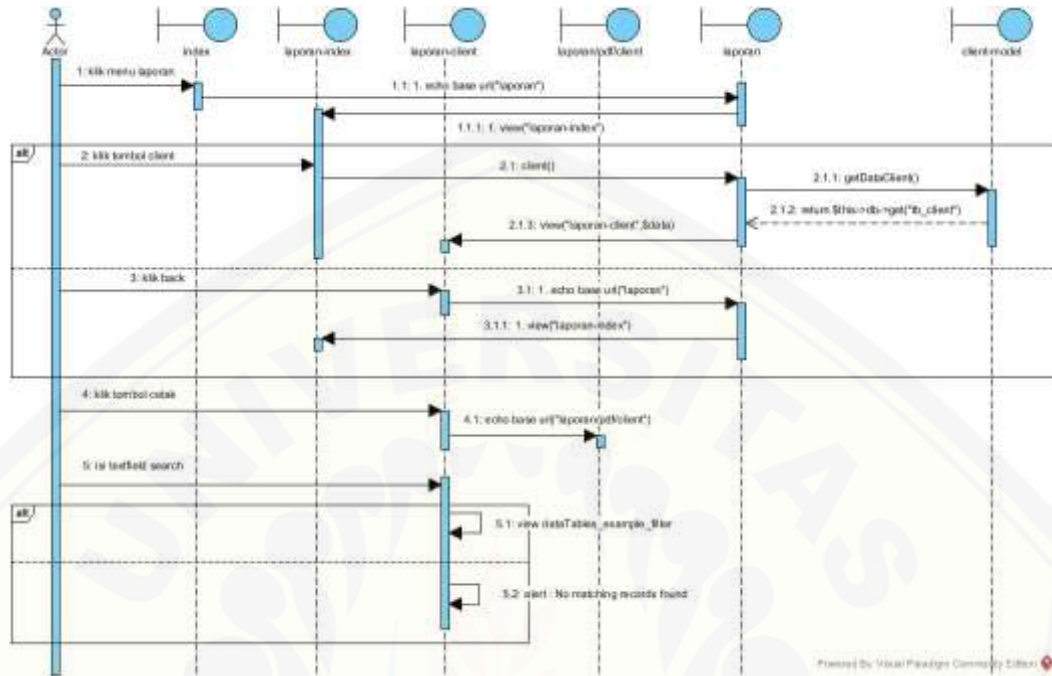 Actor
index
laporan-index
laporan-client
laporan/pdf/client
laporan
client-model
1: klik menu laporan
1.1: 1. echo base url("laporan")
1.1.1: 1. view("laporan-index")
alt
2: klik tombol client
2.1: client()
2.1.1: getDataClient()
2.1.2: return $this->db->get("tb_client")
2.1.3: view("laporan-client",$data)
3: klik back
3.1: 1. echo base url("laporan")
3.1.1: 1. view("laporan-index")
4: klik tombol cetak
4.1: echo base url("laporan/pdf/client")
5: isi textfield search
alt
5.1: view dataTables_example_filter
5.2: alert : No matching records found
UNIVERSITAS
Powered By Visual Paradigm Community Edition